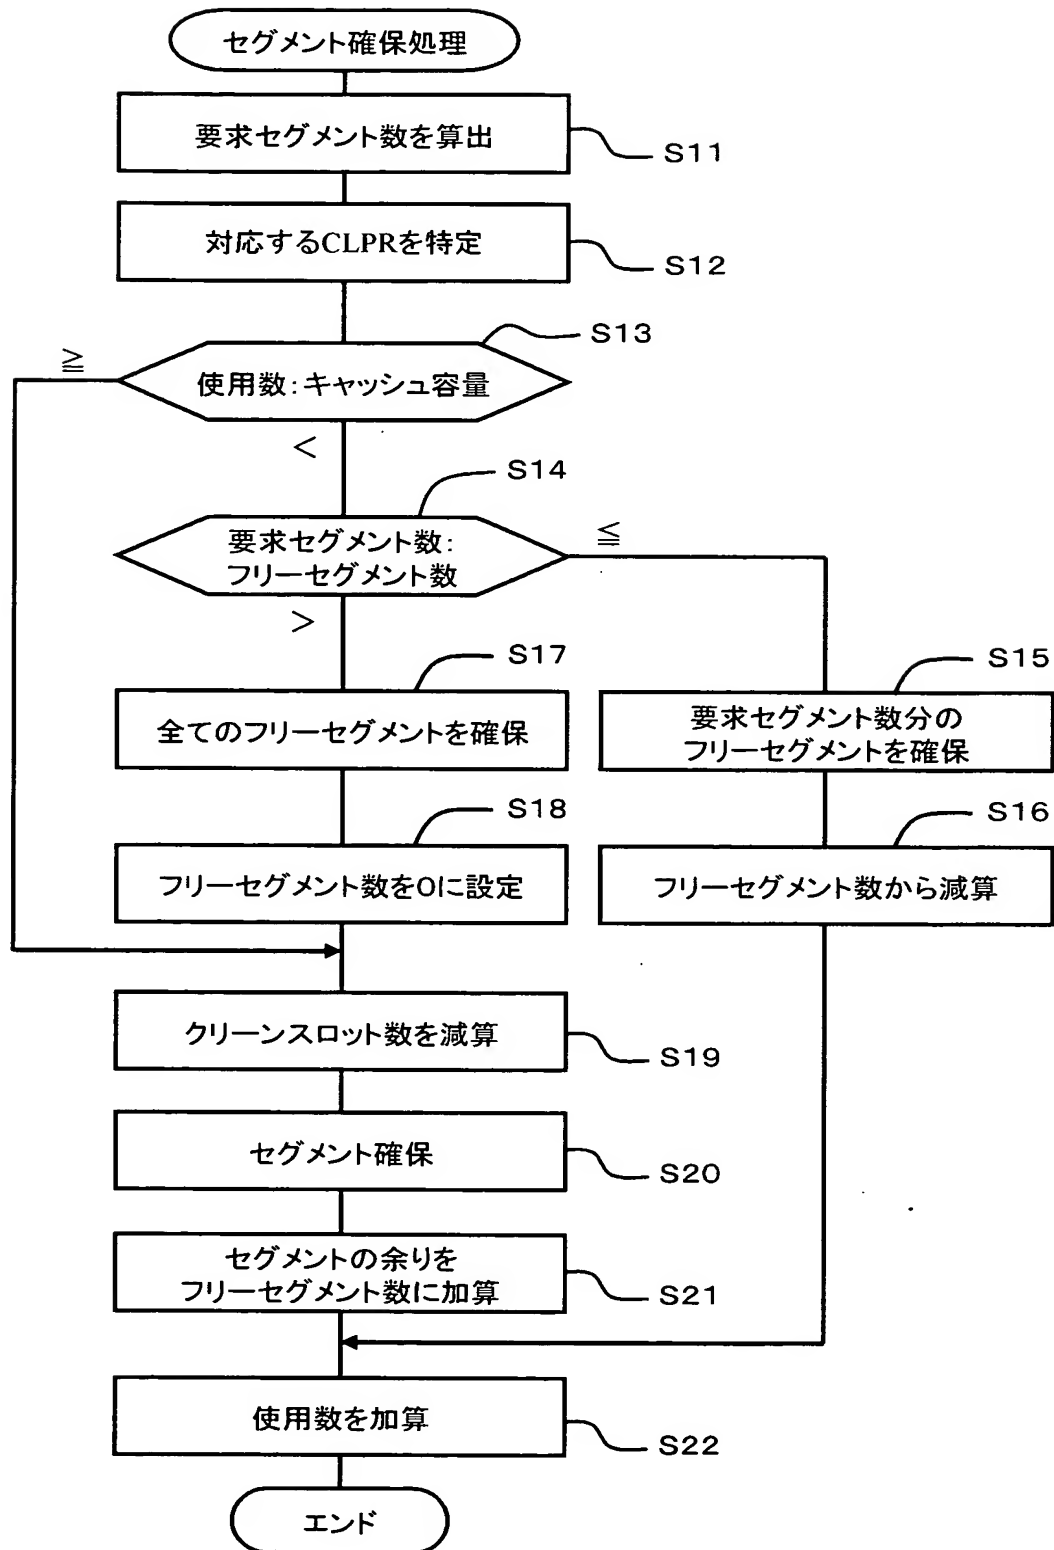 セグメント確保処理
要求セグメント数を算出
S11
対応するCLPRを特定
S12
S13
≧
使用数:キャッシュ容量
<
S14
要求セグメント数:
フリーセグメント数
≦
>
S17
全てのフリーセグメントを確保
S15
要求セグメント数分の
フリーセグメントを確保
S18
フリーセグメント数を0に設定
S16
フリーセグメント数から減算
クリーンスロット数を減算
S19
セグメント確保
S20
セグメントの余りを
フリーセグメント数に加算
S21
使用数を加算
S22
エンド